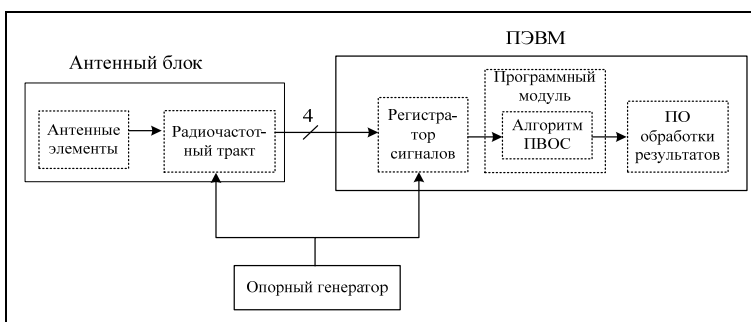 ПЭВМ
Антенный блок
Программный
модуль
Антенные
элементы
Радиочастот-
ный тракт
4
Регистра-
тор
сигналов
Алгоритм
ПВОС
ПО
обработки
результатов
Опорный генератор